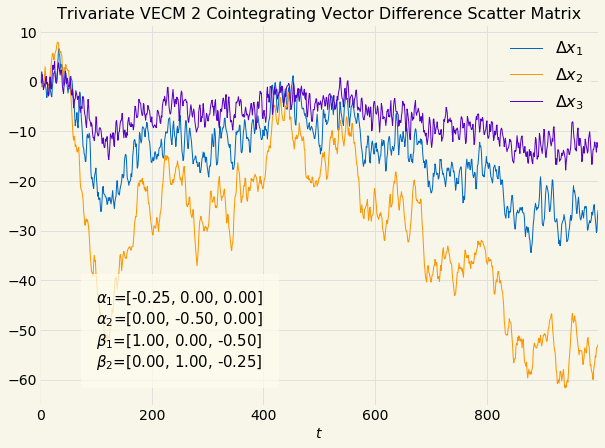 Trivariate VECM 2 Cointegrating Vector Difference Scatter Matrix
10
0
−10
−20
−30
−40
−50
−60
Δx₁
Δx₂
Δx₃
α₁=[-0.25, 0.00, 0.00]
α₂=[0.00, -0.50, 0.00]
β₁=[1.00, 0.00, -0.50]
β₂=[0.00, 1.00, -0.25]
0 200 400 600 800
t